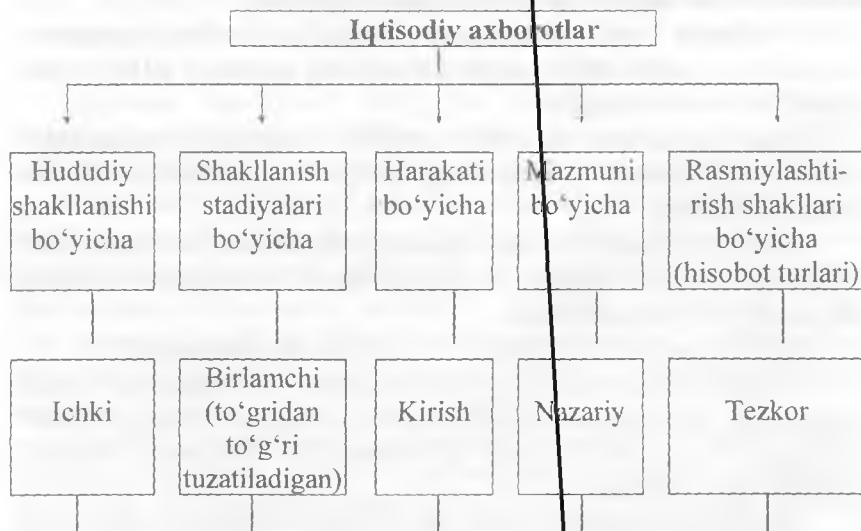 Iqtisodiy axborotlar
Hududiy
shakllanishi
bo‘yicha
Shakllanish
stadiyalari
bo‘yicha
Harakati
bo‘yicha
Mazmuni
bo‘yicha
Rasmiylashti-
rish shakllari
bo‘yicha
(hisobot turlari)
Ichki
Birlamchi
(to‘gridan
to‘g‘ri
tuzatiladigan)
Kirish
Nazariy
Tezkor